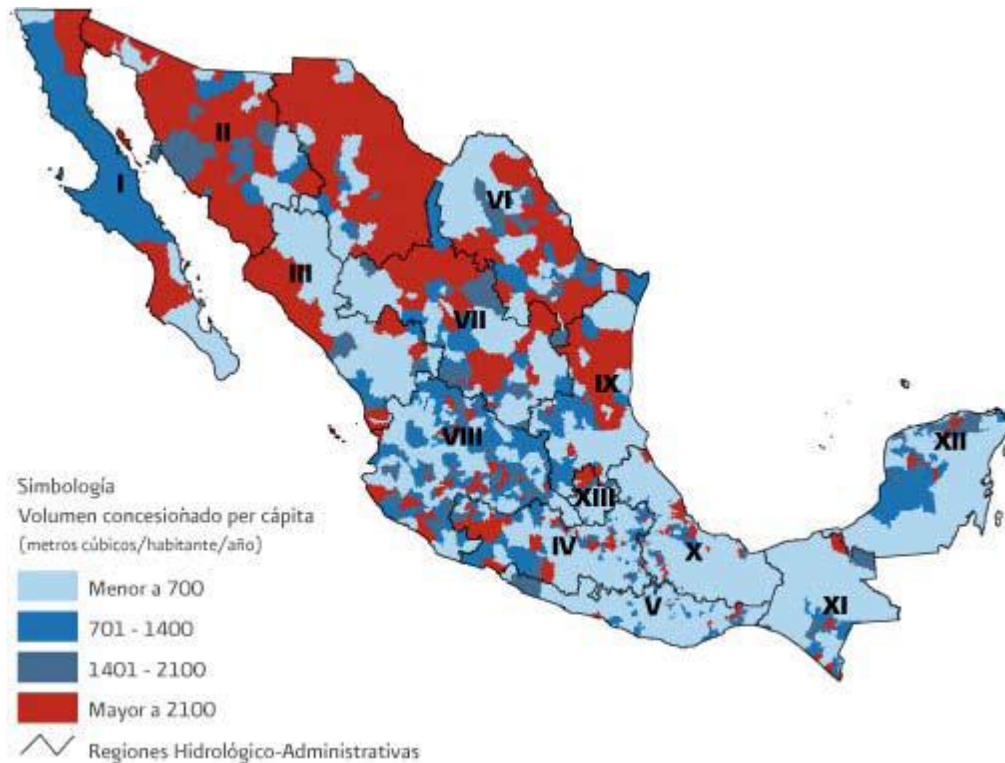 I
II
III
VI
VII
IX
VIII
XII
XIII
IV
X
V
XI
Simbología
Volumen concesionado per cápita
(metros cúbicos/habitante/año)
Menor a 700
701 - 1400
1401 - 2100
Mayor a 2100
Regiones Hidrológico-Administrativas